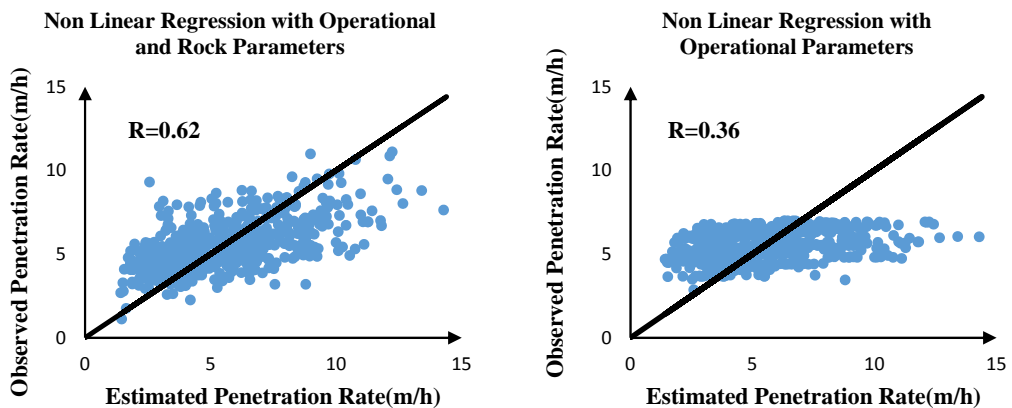 Non Linear Regression with Operational
and Rock Parameters
Observed Penetration Rate(m/h)
15
10
5
0
R=0.62
0 5 10 15
Estimated Penetration Rate(m/h)
Non Linear Regression with
Operational Parameters
Observed Penetration Rate(m/h)
15
10
5
0
R=0.36
0 5 10 15
Estimated Penetration Rate(m/h)